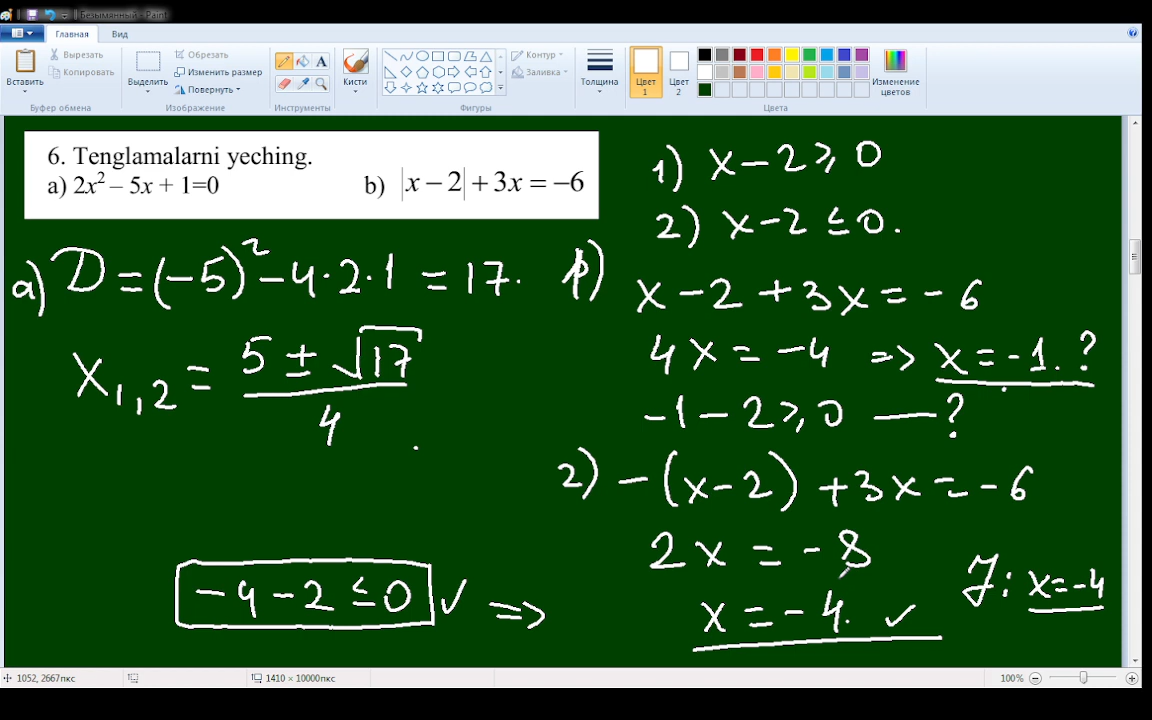 Безымянный - Paint
Главная Вид
Вставить
Вырезать
Копировать
Буфер обмена
Выделить
Обрезать
Изменить размер
Повернуть
Изображение
A
Инструменты
Кисти
Контур
Заливка
Фигуры
Толщина
Цвет 1
Цвет 2
Изменение цветов
Цвета
6. Tenglamalarni yeching.
a) 2x² – 5x + 1=0 b) |x − 2| + 3x = −6
a) D = (-5)² - 4·2·1 = 17.
x₁,₂ = (5 ± √17)/4
1) x - 2 ⩾ 0
2) x - 2 ≤ 0.
b)
x - 2 + 3x = - 6
4x = -4 => x = -1. ?
-1 - 2 ⩾ 0 — ?
2) - (x - 2) + 3x = - 6
2x = - 8
x = - 4. ✓
-4 - 2 ≤ 0 ✓ =>
J: x = -4
1052, 2667пкс
1410 × 10000пкс
100%